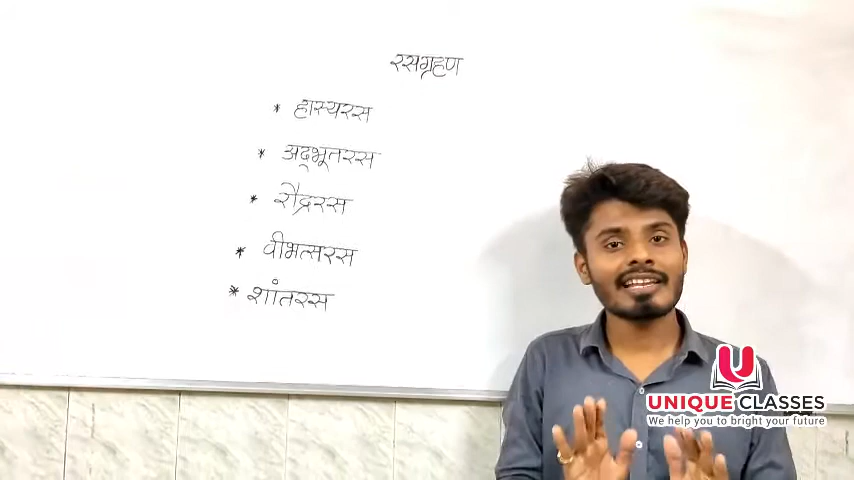 रसग्रहण
* हास्यरस
* अद्भूतरस
* रौद्ररस
* वीभत्सरस
* शांतरस
UNIQUE CLASSES
We help you to bright your future